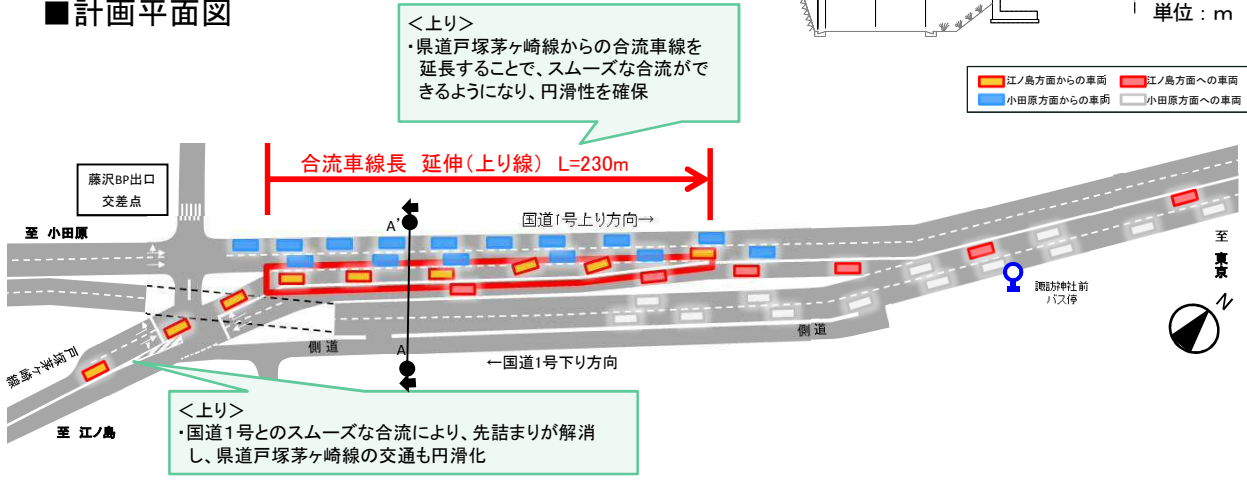 ■計画平面図
単位：m
＜上り＞
・県道戸塚茅ヶ崎線からの合流車線を
延長することで、スムーズな合流がで
きるようになり、円滑性を確保
江ノ島方面からの車両
江ノ島方面への車両
小田原方面からの車両
小田原方面への車両
合流車線長 延伸（上り線） L=230m
藤沢BP出口
交差点
至 小田原
A'
国道1号上り方向→
至 東京
諏訪神社前
バス停
N
側道
側道
A
←国道1号下り方向
戸塚茅ヶ崎線
至 江ノ島
＜上り＞
・国道１号とのスムーズな合流により、先詰まりが解消
し、県道戸塚茅ヶ崎線の交通も円滑化